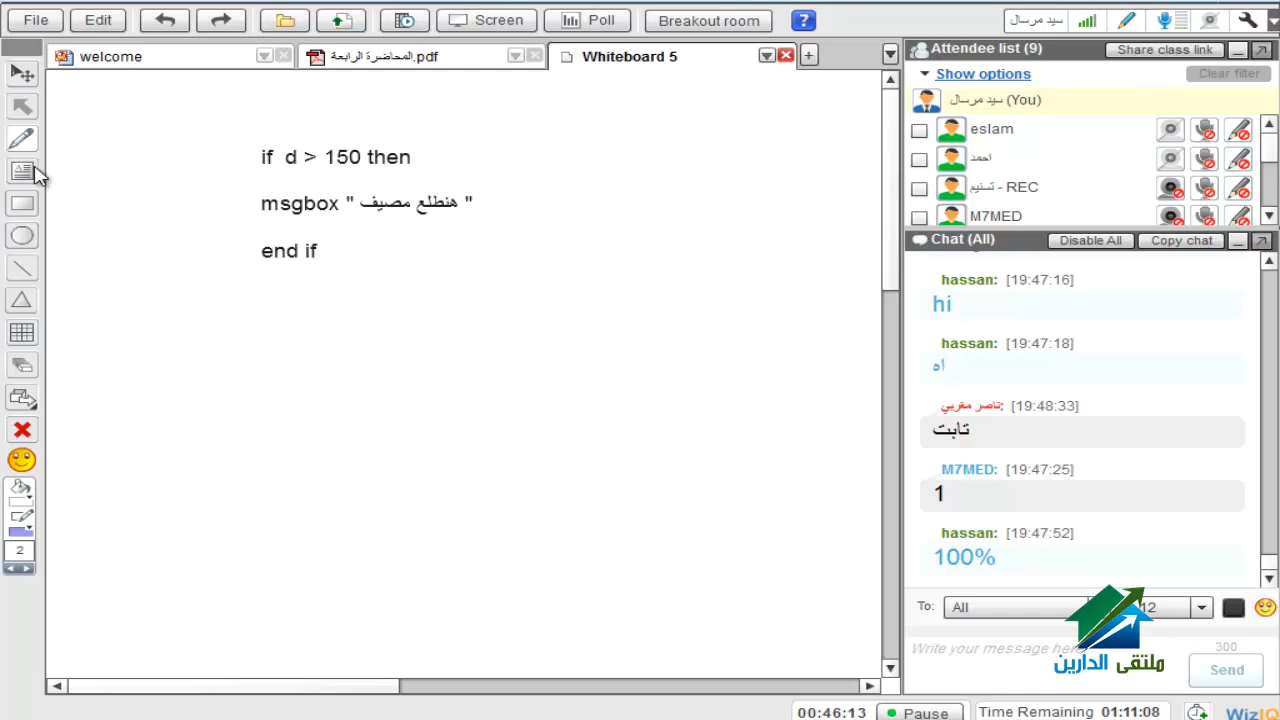 File Edit Screen Poll Breakout room ? سيد مرسال
welcome المحاضرة الرابعة.pdf Whiteboard 5 +
if d > 150 then
msgbox " هنطلع مصيف "
end if
2
Attendee list (9) Share class link
Show options Clear filter
سيد مرسال (You)
eslam
احمد
تسنيم - REC
M7MED
Chat (All) Disable All Copy chat
hassan: [19:47:16]
hi
hassan: [19:47:18]
اه
ناصر مغربي: [19:48:33]
تابت
M7MED: [19:47:25]
1
hassan: [19:47:52]
100%
To: All 12
Write your message here 300
Send
ملتقى الدارين
00:46:13 Pause Time Remaining 01:11:08 WizIQ